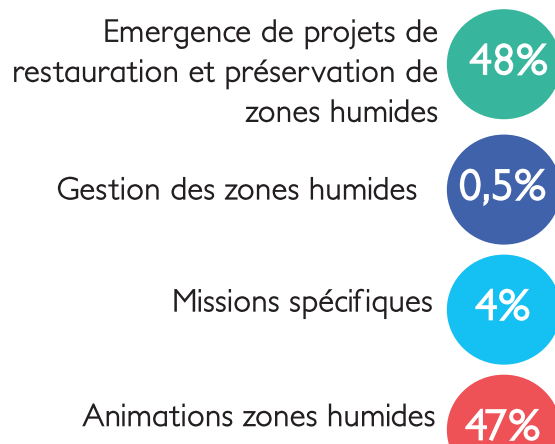 Emergence de projets de
restauration et préservation de
zones humides
48%
Gestion des zones humides
0,5%
Missions spécifiques
4%
Animations zones humides
47%